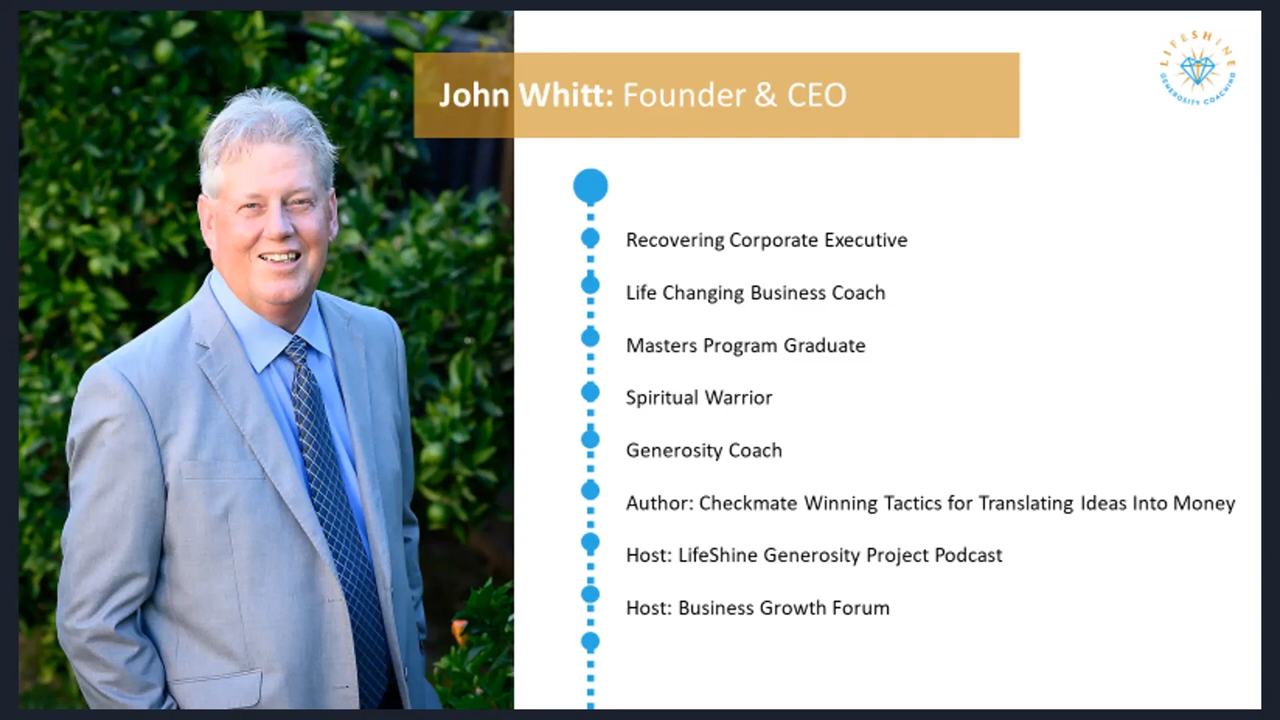 John Whitt: Founder & CEO
LIFESHINE
GENEROSITY COACHING
Recovering Corporate Executive
Life Changing Business Coach
Masters Program Graduate
Spiritual Warrior
Generosity Coach
Author: Checkmate Winning Tactics for Translating Ideas Into Money
Host: LifeShine Generosity Project Podcast
Host: Business Growth Forum